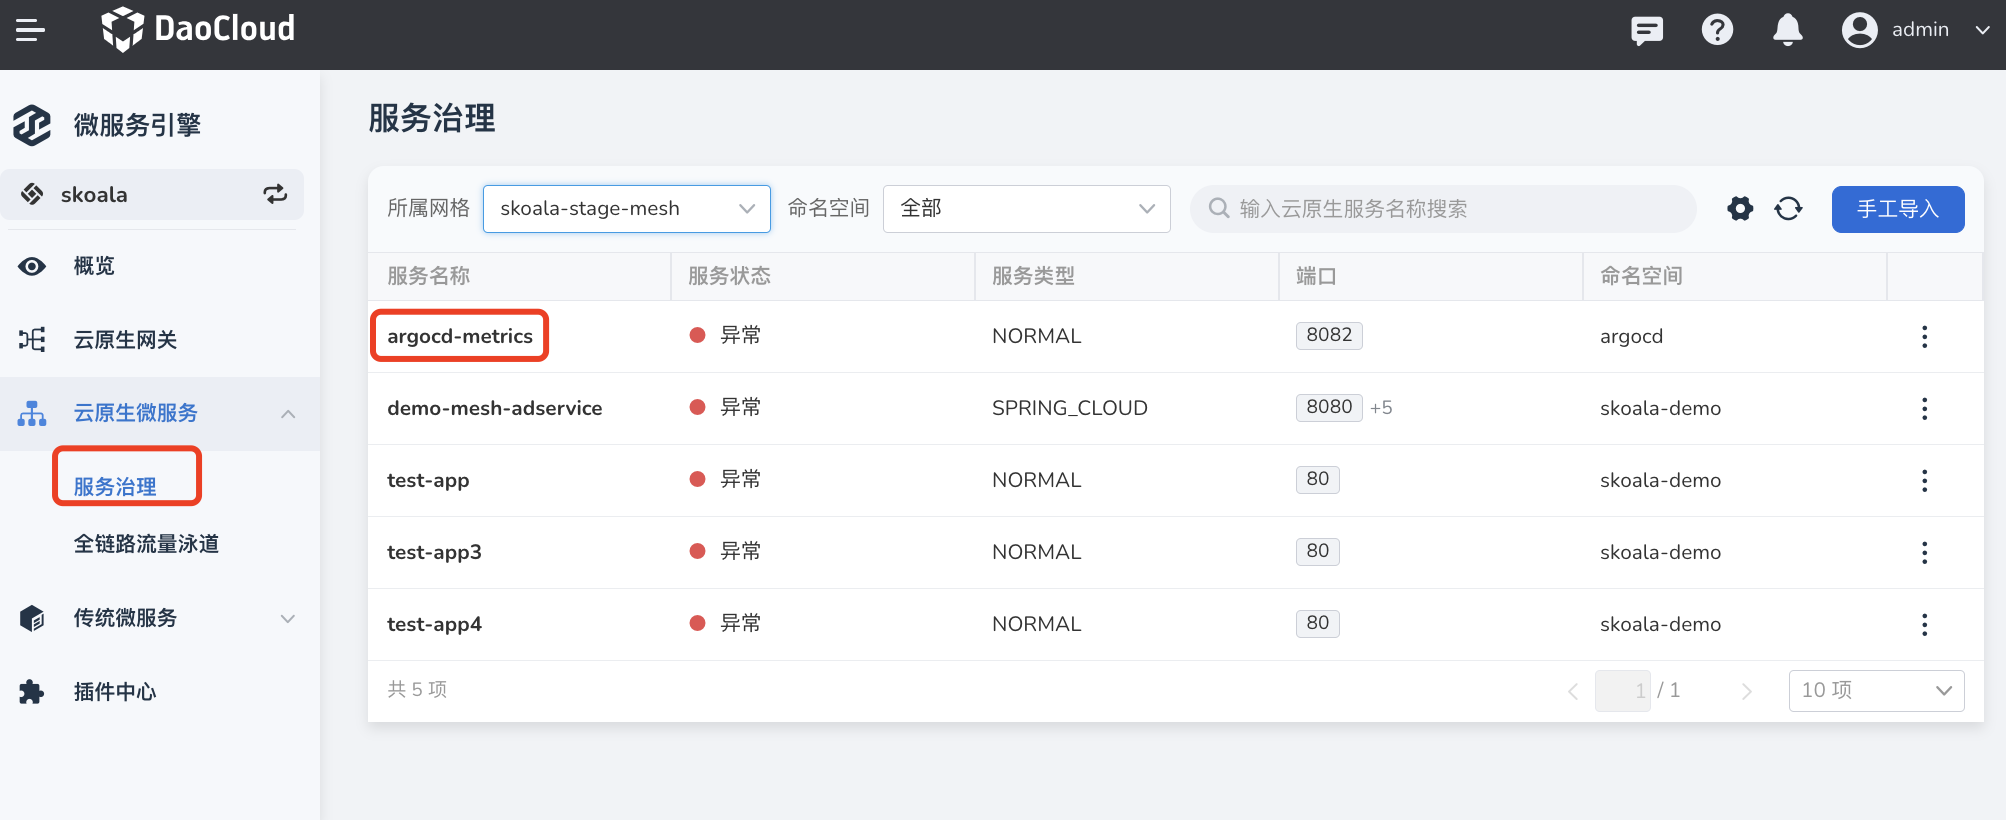 DaoCloud
admin
微服务引擎
skoala
概览
云原生网关
云原生微服务
服务治理
全链路流量泳道
传统微服务
插件中心
服务治理
所属网格 skoala-stage-mesh 命名空间 全部 输入云原生服务名称搜索 手工导入
服务名称 服务状态 服务类型 端口 命名空间
argocd-metrics 异常 NORMAL 8082 argocd
demo-mesh-adservice 异常 SPRING_CLOUD 8080 +5 skoala-demo
test-app 异常 NORMAL 80 skoala-demo
test-app3 异常 NORMAL 80 skoala-demo
test-app4 异常 NORMAL 80 skoala-demo
共 5 项 1 / 1 10 项